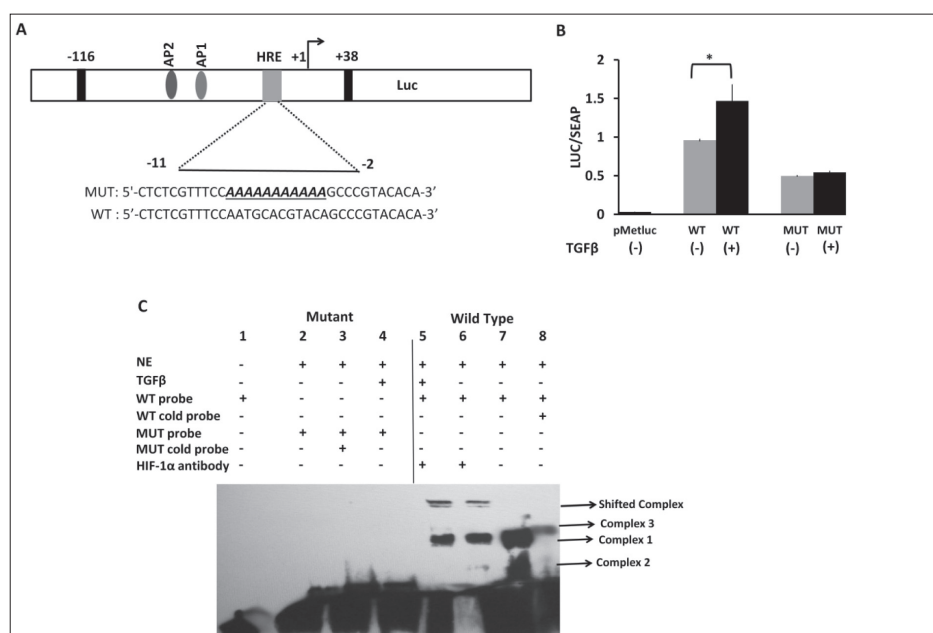 A
-116
AP2
AP1
HRE
+1
+38
Luc
-11
-2
MUT: 5'-CTCTCGTTTCCAAAAAAAAAAAGCCCGTACACA-3'
WT : 5'-CTCTCGTTTCCAATGCACGTACAGCCCGTACACA-3'
B
LUC/SEAP
2
1.5
1
0.5
0
*
pMetluc WT WT MUT MUT
TGFβ (-) (-) (+) (-) (+)
C
Mutant Wild Type
1 2 3 4 5 6 7 8
NE - + + + + + + +
TGFβ - - - + + - - -
WT probe + - - - + + + +
WT cold probe - - - - - - - +
MUT probe - + + + - - - -
MUT cold probe - - + - - - - -
HIF-1α antibody - - - - + + - -
Shifted Complex
Complex 3
Complex 1
Complex 2